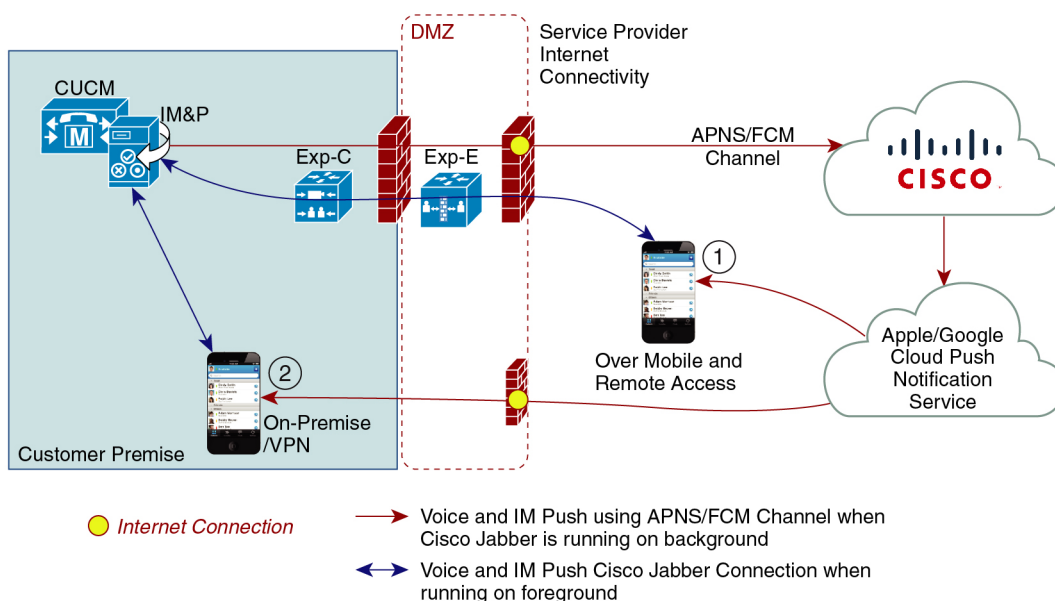 DMZ
Service Provider
Internet
Connectivity
CUCM
M
IM&P
Exp-C
Exp-E
APNS/FCM
Channel
CISCO
1
Over Mobile and
Remote Access
Apple/Google
Cloud Push
Notification
Service
2
On-Premise
/VPN
Customer Premise
Internet Connection
Voice and IM Push using APNS/FCM Channel when
Cisco Jabber is running on background
Voice and IM Push Cisco Jabber Connection when
running on foreground